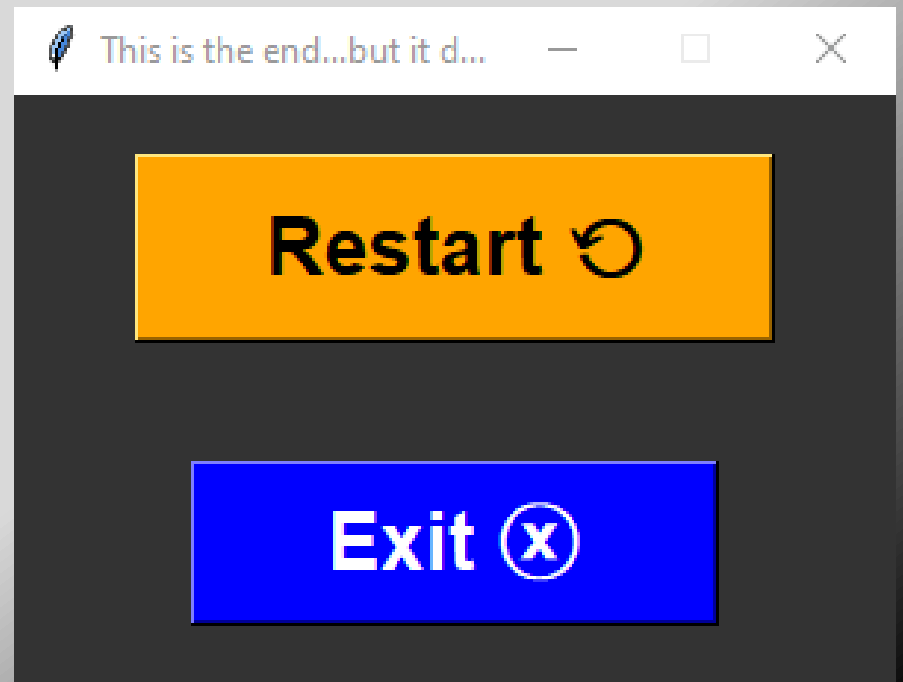 This is the end...but it d...
Restart ⟲
Exit ⓧ